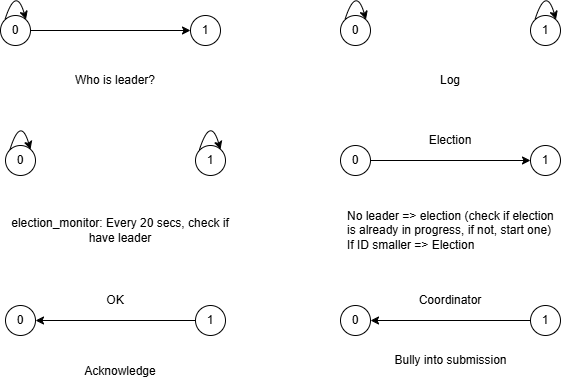 0 1
Who is leader?
0 1
Log
0 1
election_monitor: Every 20 secs, check if
have leader
Election
0 1
No leader => election (check if election
is already in progress, if not, start one)
If ID smaller => Election
OK
0 1
Acknowledge
Coordinator
0 1
Bully into submission